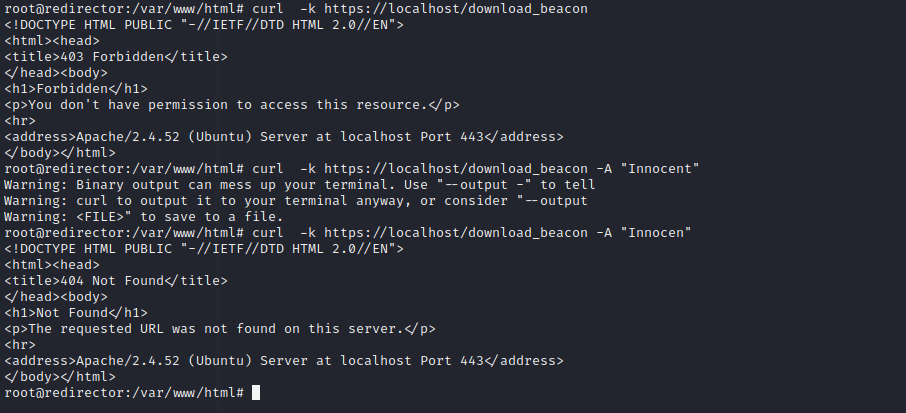 root@redirector:/var/www/html# curl  -k https://localhost/download_beacon
<!DOCTYPE HTML PUBLIC "-//IETF//DTD HTML 2.0//EN">
<html><head>
<title>403 Forbidden</title>
</head><body>
<h1>Forbidden</h1>
<p>You don't have permission to access this resource.</p>
<hr>
<address>Apache/2.4.52 (Ubuntu) Server at localhost Port 443</address>
</body></html>
root@redirector:/var/www/html# curl  -k https://localhost/download_beacon -A "Innocent"
Warning: Binary output can mess up your terminal. Use "--output -" to tell
Warning: curl to output it to your terminal anyway, or consider "--output
Warning: <FILE>" to save to a file.
root@redirector:/var/www/html# curl  -k https://localhost/download_beacon -A "Innocen"
<!DOCTYPE HTML PUBLIC "-//IETF//DTD HTML 2.0//EN">
<html><head>
<title>404 Not Found</title>
</head><body>
<h1>Not Found</h1>
<p>The requested URL was not found on this server.</p>
<hr>
<address>Apache/2.4.52 (Ubuntu) Server at localhost Port 443</address>
</body></html>
root@redirector:/var/www/html#